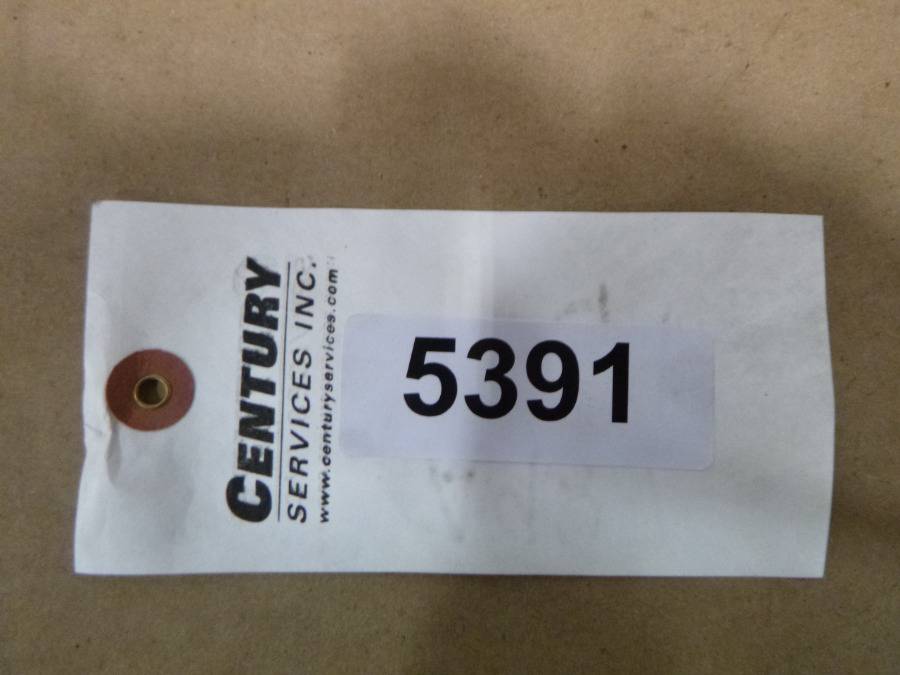 CENTURY
SERVICES INC.
www.centuryservices.com
5391